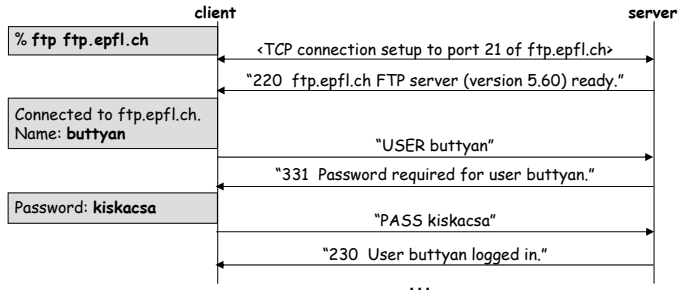 client server
% ftp ftp.epfl.ch
<TCP connection setup to port 21 of ftp.epfl.ch>
“220 ftp.epfl.ch FTP server (version 5.60) ready.”
Connected to ftp.epfl.ch.
Name: buttyan
“USER buttyan”
“331 Password required for user buttyan.”
Password: kiskacsa
“PASS kiskacsa”
“230 User buttyan logged in.”
...